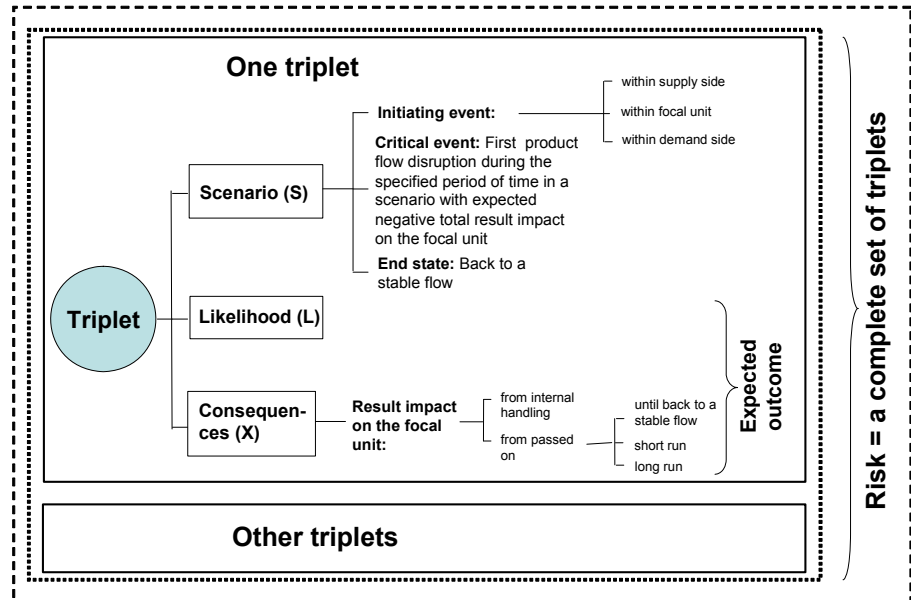 One triplet
Initiating event:
within supply side
within focal unit
within demand side
Critical event: First product
flow disruption during the
specified period of time in a
scenario with expected
negative total result impact
on the focal unit
Scenario (S)
End state: Back to a
stable flow
Triplet
Likelihood (L)
Consequen-
ces (X)
Result impact
on the focal
unit:
from internal
handling
from passed
on
until back to a
stable flow
short run
long run
Expected
outcome
Other triplets
Risk = a complete set of triplets